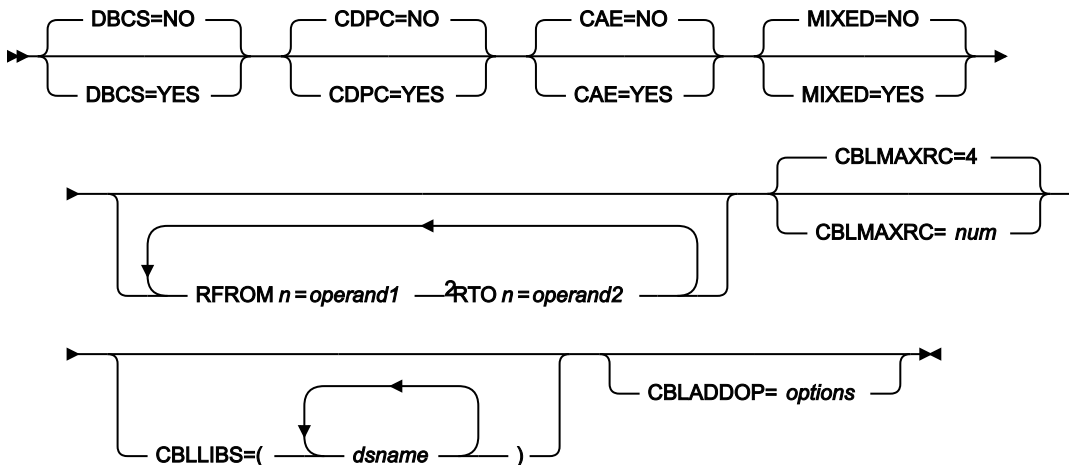 DBCS=NO CDPC=NO CAE=NO MIXED=NO
DBCS=YES CDPC=YES CAE=YES MIXED=YES
CBLMAXRC=4
CBLMAXRC= num
RFROM n = operand1 2 RTO n = operand2
CBLADDOP= options
CBLLIBS=( dsname )